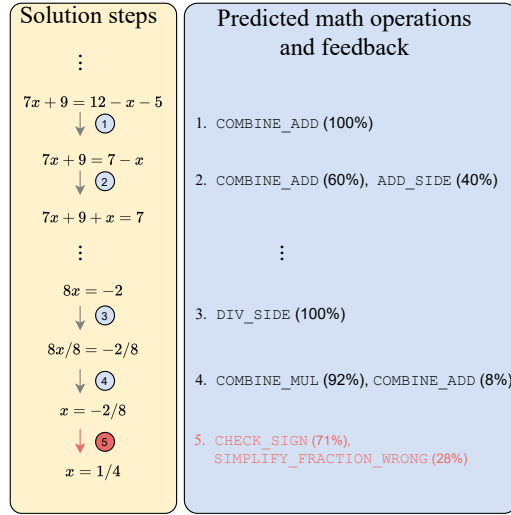 Solution steps
⋮
7x + 9 = 12 − x − 5
1
7x + 9 = 7 − x
2
7x + 9 + x = 7
⋮
8x = −2
3
8x/8 = −2/8
4
x = −2/8
5
x = 1/4
Predicted math operations
and feedback
1. COMBINE_ADD (100%)
2. COMBINE_ADD (60%), ADD_SIDE (40%)
⋮
3. DIV_SIDE (100%)
4. COMBINE_MUL (92%), COMBINE_ADD (8%)
5. CHECK_SIGN (71%),
SIMPLIFY_FRACTION_WRONG (28%)